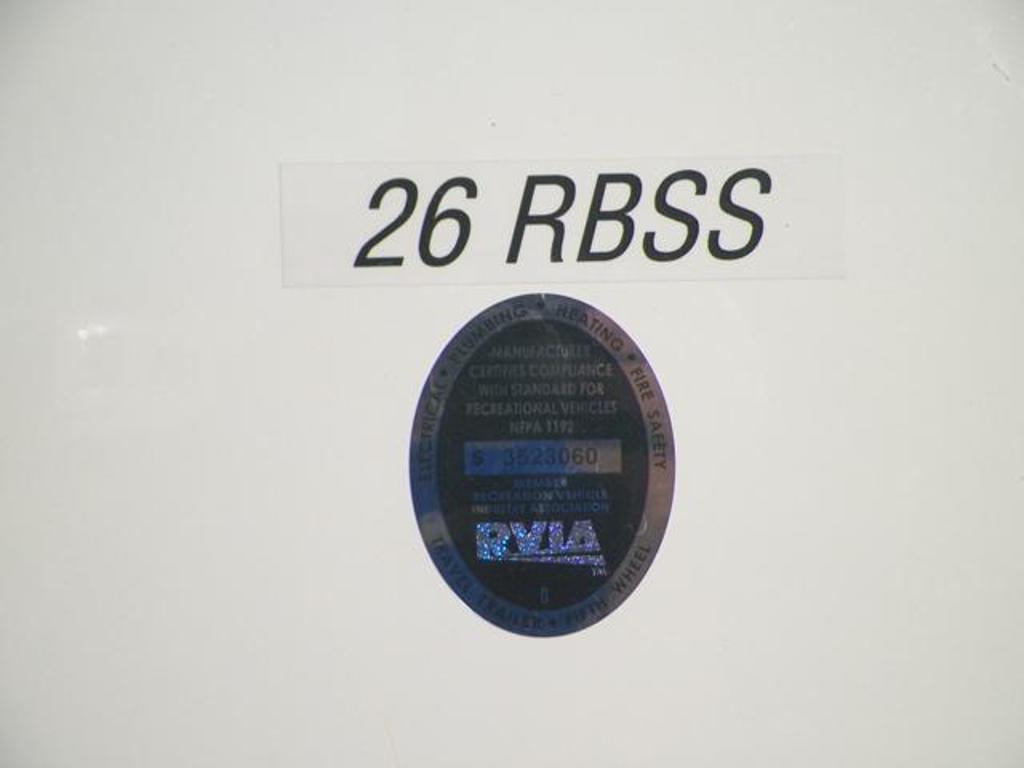 26 RBSS
ELECTRICAL • PLUMBING • HEATING • FIRE SAFETY
MANUFACTURER
CERTIFIES COMPLIANCE
WITH STANDARD FOR
RECREATIONAL VEHICLES
NFPA 1192
S 3523060
MEMBER
RECREATION VEHICLE
INDUSTRY ASSOCIATION
RVIA
TM
TRAVEL TRAILER • FIFTH WHEEL